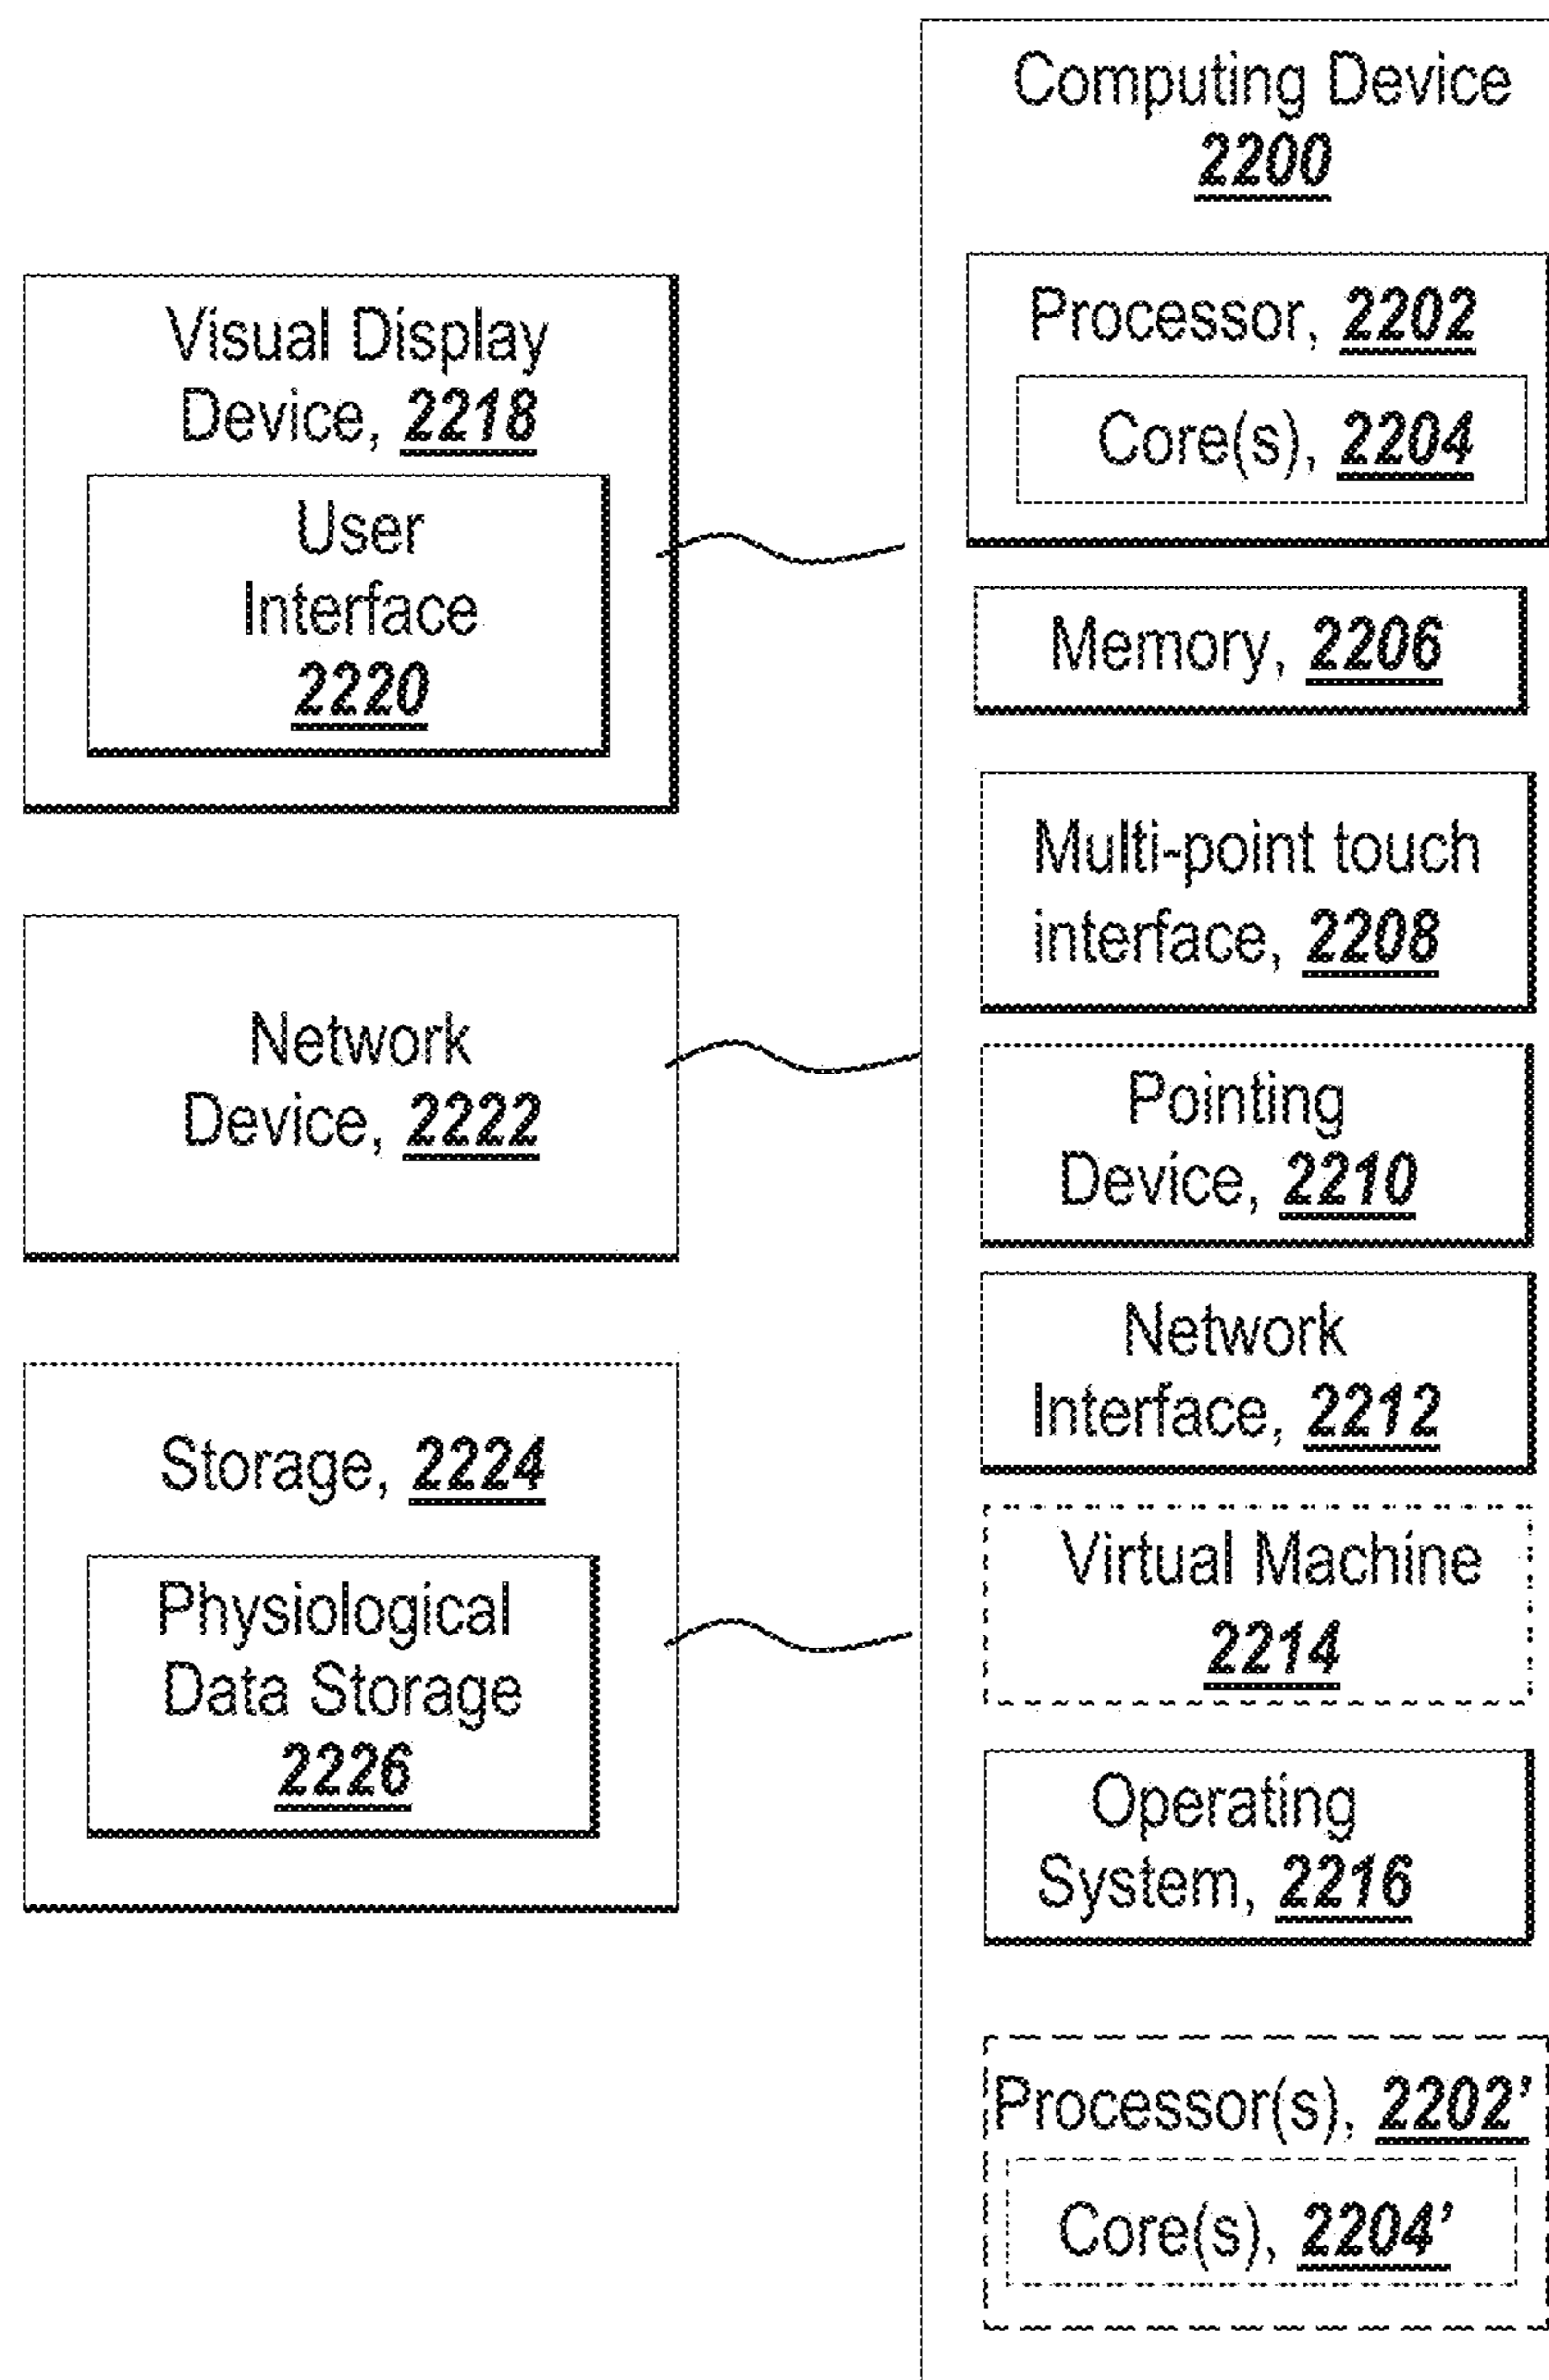 Computing Device
2200
Processor, 2202
Core(s), 2204
Memory, 2206
Multi-point touch
interface, 2208
Pointing
Device, 2210
Network
Interface, 2212
Virtual Machine
2214
Operating
System, 2216
Processor(s), 2202’
Core(s), 2204’
Visual Display
Device, 2218
User
Interface
2220
Network
Device, 2222
Storage, 2224
Physiological
Data Storage
2226